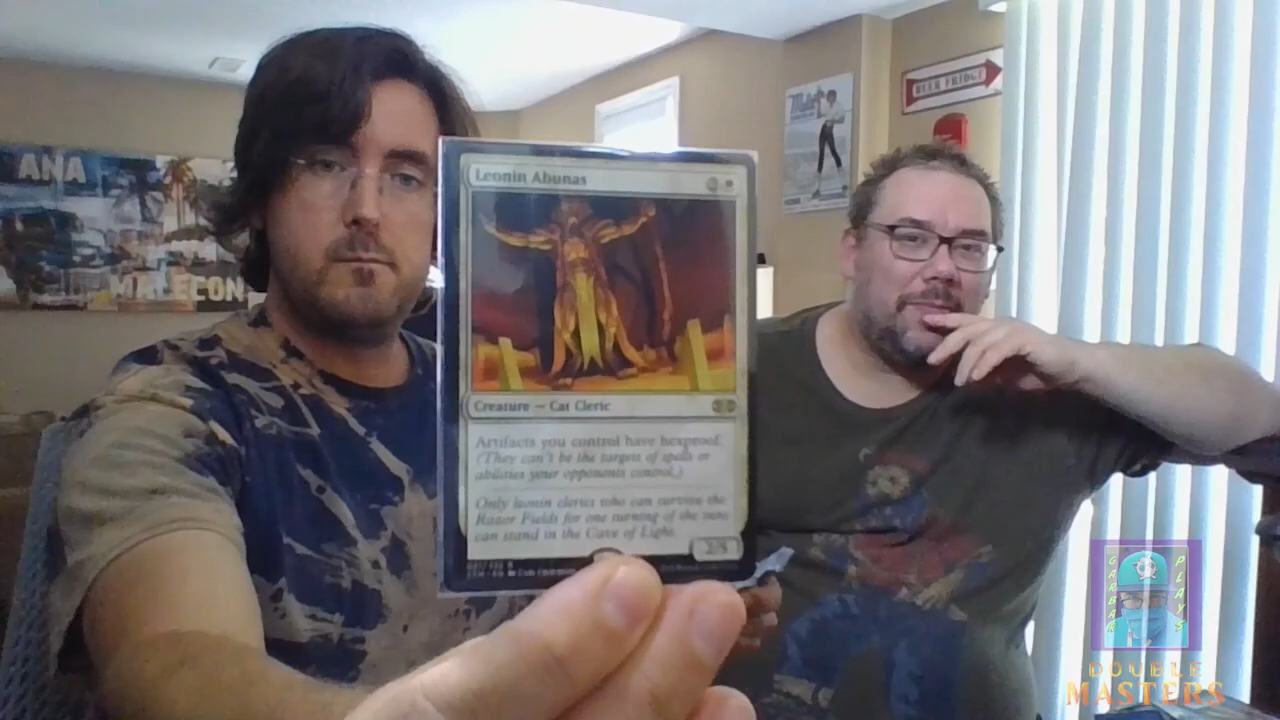 ANA
MALECON
BEER FRIDGE
Leonin Abunas
Creature — Cat Cleric
Artifacts you control have hexproof.
(They can't be the targets of spells or
abilities your opponents control.)
Only leonin clerics who can survive the
Razor Fields for one turning of the suns
can stand in the Cave of Light.
2/5
GARBAR
PLAYS
DOUBLE
MASTERS